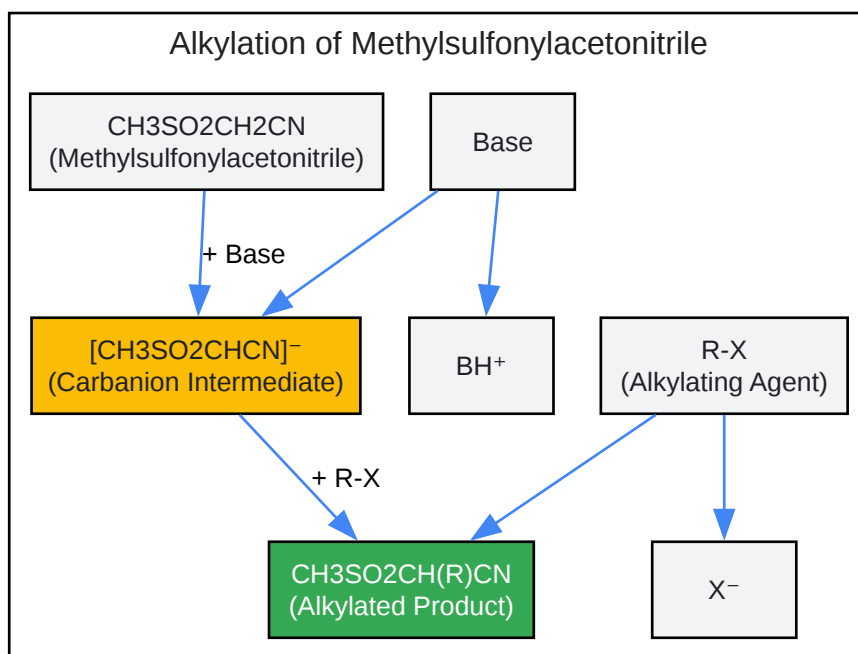 Alkylation of Methylsulfonylacetonitrile
CH3SO2CH2CN
(Methylsulfonylacetonitrile)
Base
+ Base
[CH3SO2CHCN]⁻
(Carbanion Intermediate)
BH⁺
R-X
(Alkylating Agent)
+ R-X
CH3SO2CH(R)CN
(Alkylated Product)
X⁻